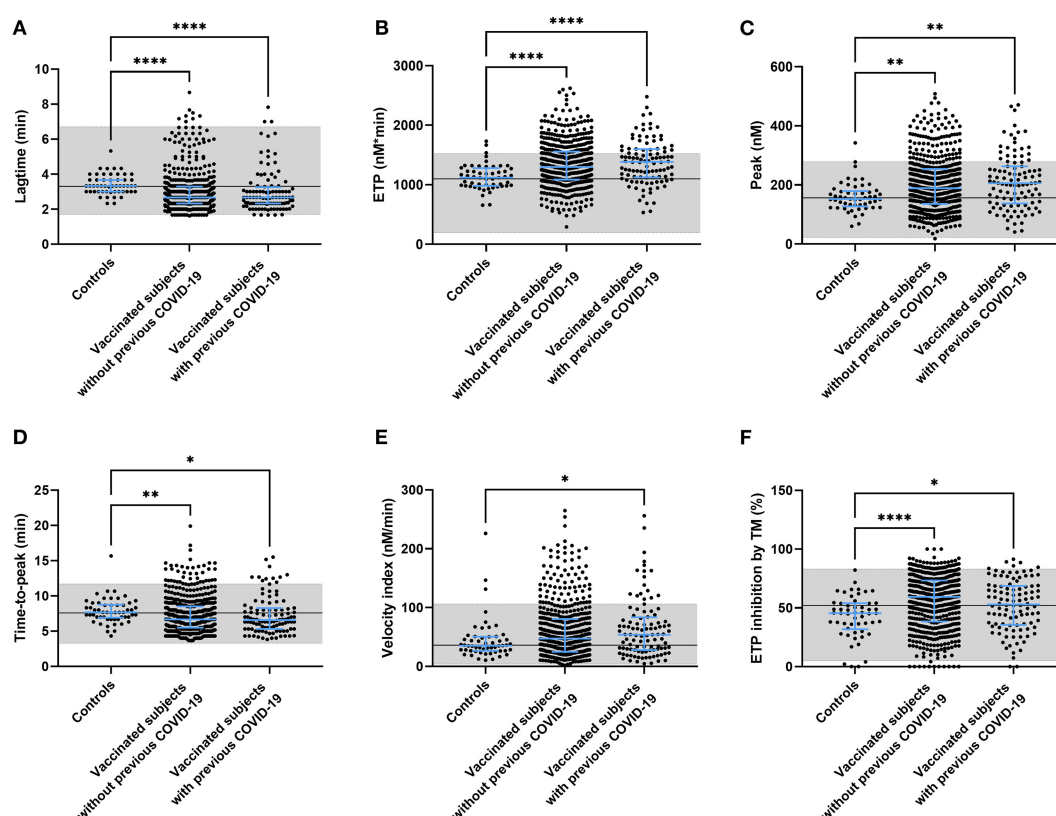 A
****
****
Lagtime (min)
10
8
6
4
2
0
Controls
Vaccinated subjects
without previous COVID-19
Vaccinated subjects
with previous COVID-19
B
****
****
ETP (nM*min)
3000
2000
1000
0
Controls
Vaccinated subjects
without previous COVID-19
Vaccinated subjects
with previous COVID-19
C
**
**
Peak (nM)
600
400
200
0
Controls
Vaccinated subjects
without previous COVID-19
Vaccinated subjects
with previous COVID-19
D
*
**
Time-to-peak (min)
25
20
15
10
5
0
Controls
Vaccinated subjects
without previous COVID-19
Vaccinated subjects
with previous COVID-19
E
*
Velocity index (nM/min)
300
200
100
0
Controls
Vaccinated subjects
without previous COVID-19
Vaccinated subjects
with previous COVID-19
F
*
****
ETP inhibition by TM (%)
150
100
50
0
Controls
Vaccinated subjects
without previous COVID-19
Vaccinated subjects
with previous COVID-19